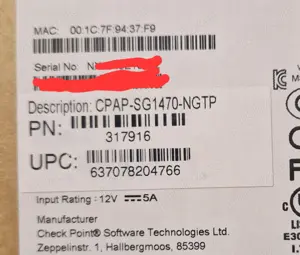 MAC: 00:1C:7F:94:37:F9
Serial No:
Description: CPAP-SG1470-NGTP
PN:
317916
UPC:
637078204766
Input Rating : 12V ⎓ 5A
Manufacturer
Check Point® Software Technologies Ltd.
Zeppelinstr. 1, Hallbergmoos, 85399